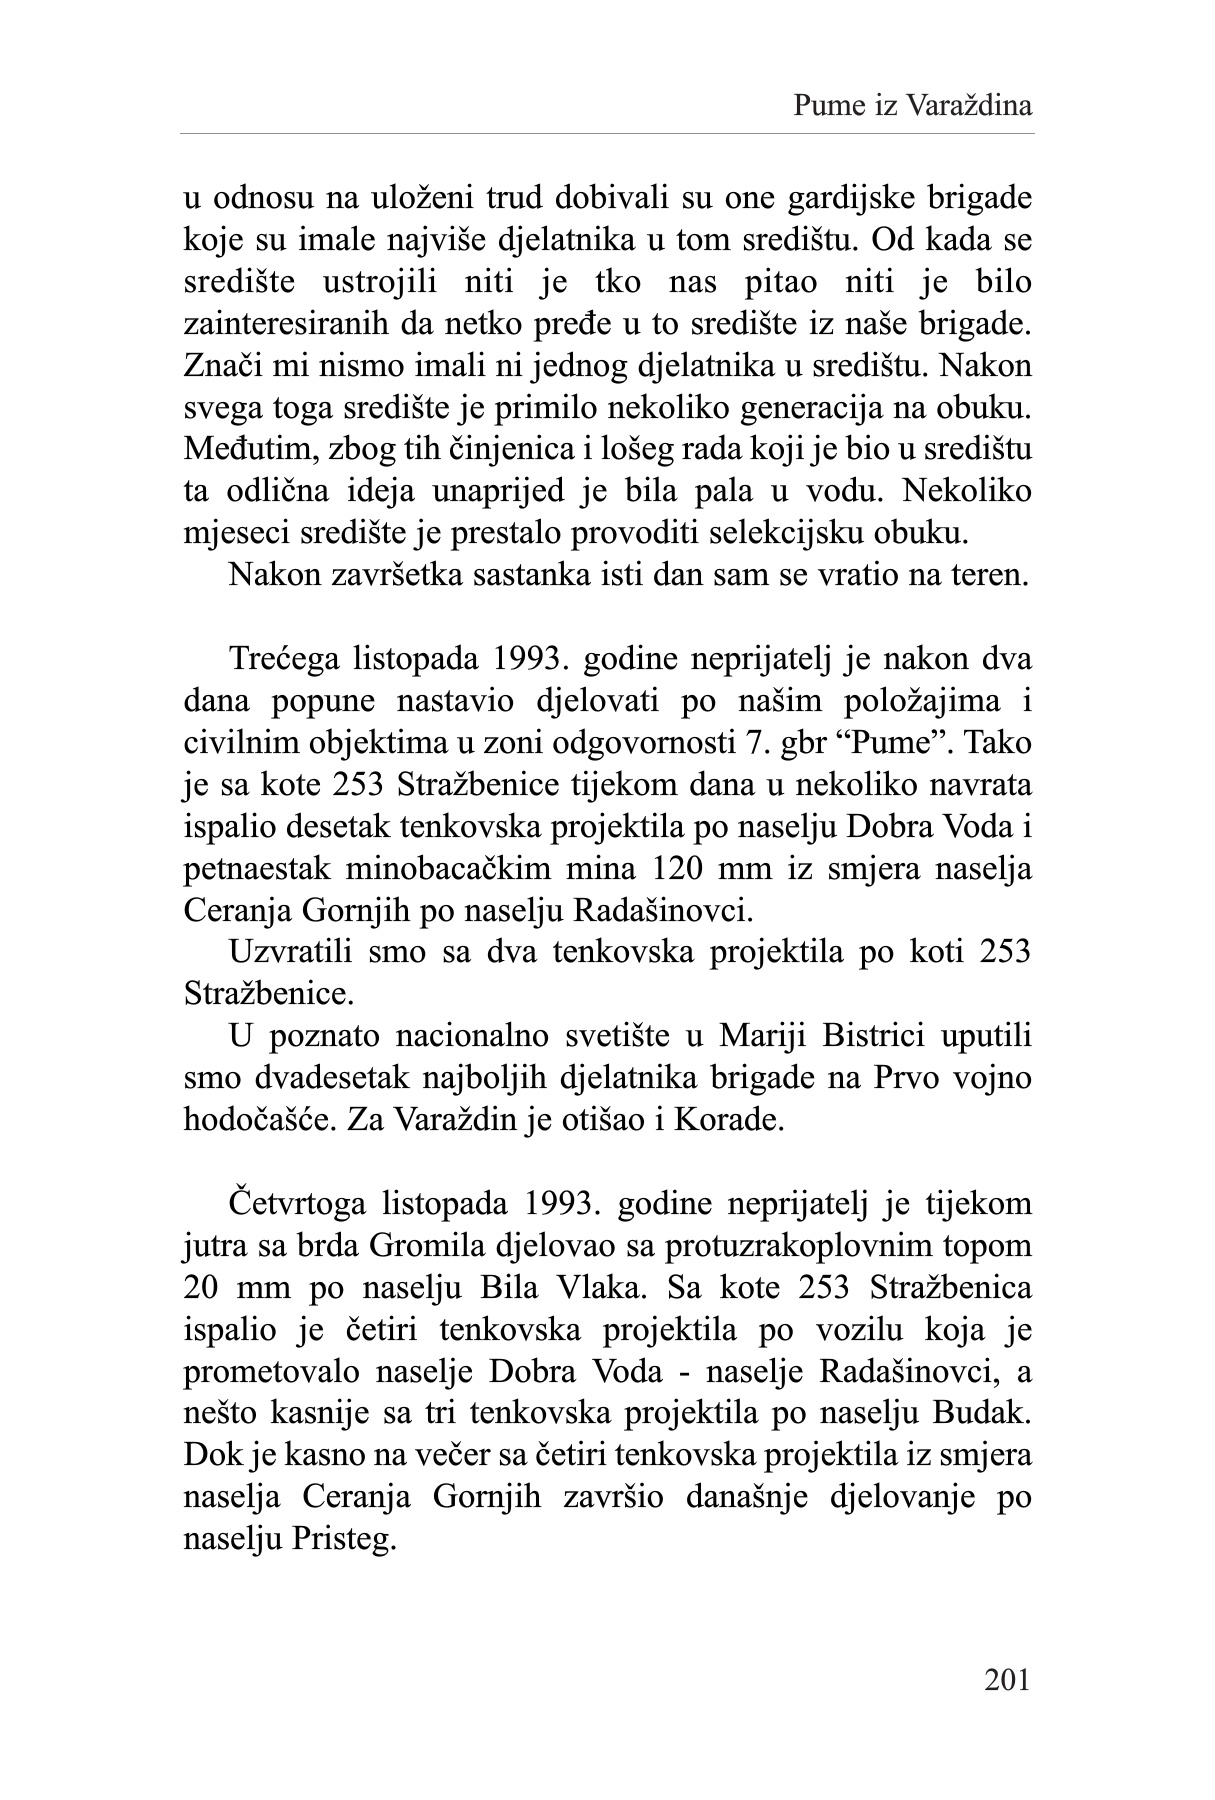 Pume iz Varaždina
u odnosu na uloženi trud dobivali su one gardijske brigade
koje su imale najviše djelatnika u tom središtu. Od kada se
središte ustrojili niti je tko nas pitao niti je bilo
zainteresiranih da netko pređe u to središte iz naše brigade.
Znači mi nismo imali ni jednog djelatnika u središtu. Nakon
svega toga središte je primilo nekoliko generacija na obuku.
Međutim, zbog tih činjenica i lošeg rada koji je bio u središtu
ta odlična ideja unaprijed je bila pala u vodu. Nekoliko
mjeseci središte je prestalo provoditi selekcijsku obuku.
Nakon završetka sastanka isti dan sam se vratio na teren.
Trećega listopada 1993. godine neprijatelj je nakon dva
dana popune nastavio djelovati po našim položajima i
civilnim objektima u zoni odgovornosti 7. gbr “Pume”. Tako
je sa kote 253 Stražbenice tijekom dana u nekoliko navrata
ispalio desetak tenkovska projektila po naselju Dobra Voda i
petnaestak minobacačkim mina 120 mm iz smjera naselja
Ceranja Gornjih po naselju Radašinovci.
Uzvratili smo sa dva tenkovska projektila po koti 253
Stražbenice.
U poznato nacionalno svetište u Mariji Bistrici uputili
smo dvadesetak najboljih djelatnika brigade na Prvo vojno
hodočašće. Za Varaždin je otišao i Korade.
Četvrtoga listopada 1993. godine neprijatelj je tijekom
jutra sa brda Gromila djelovao sa protuzrakoplovnim topom
20 mm po naselju Bila Vlaka. Sa kote 253 Stražbenica
ispalio je četiri tenkovska projektila po vozilu koja je
prometovalo naselje Dobra Voda - naselje Radašinovci, a
nešto kasnije sa tri tenkovska projektila po naselju Budak.
Dok je kasno na večer sa četiri tenkovska projektila iz smjera
naselja Ceranja Gornjih završio današnje djelovanje po
naselju Pristeg.
201